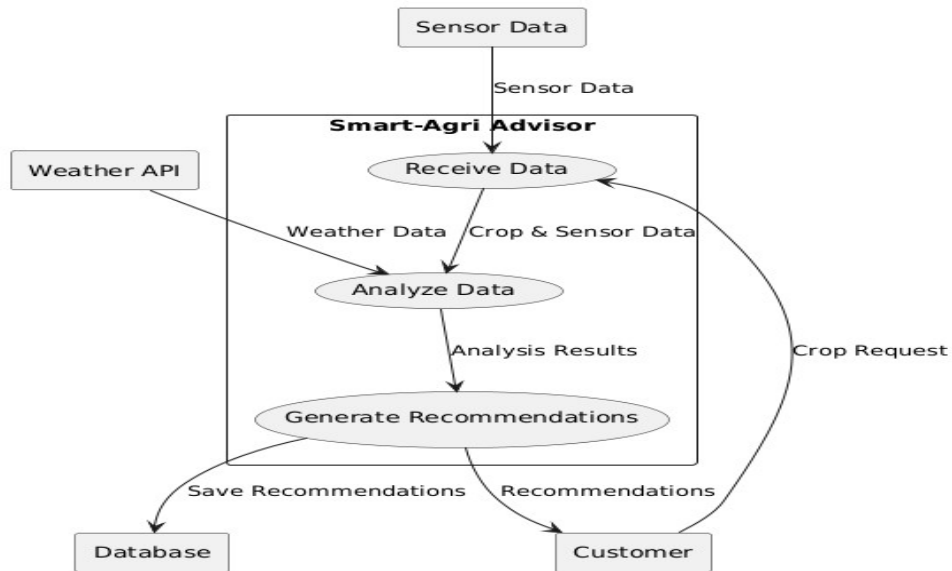 Sensor Data
Sensor Data
Smart-Agri Advisor
Weather API
Receive Data
Weather Data
Crop & Sensor Data
Analyze Data
Analysis Results
Crop Request
Generate Recommendations
Save Recommendations
Recommendations
Database
Customer